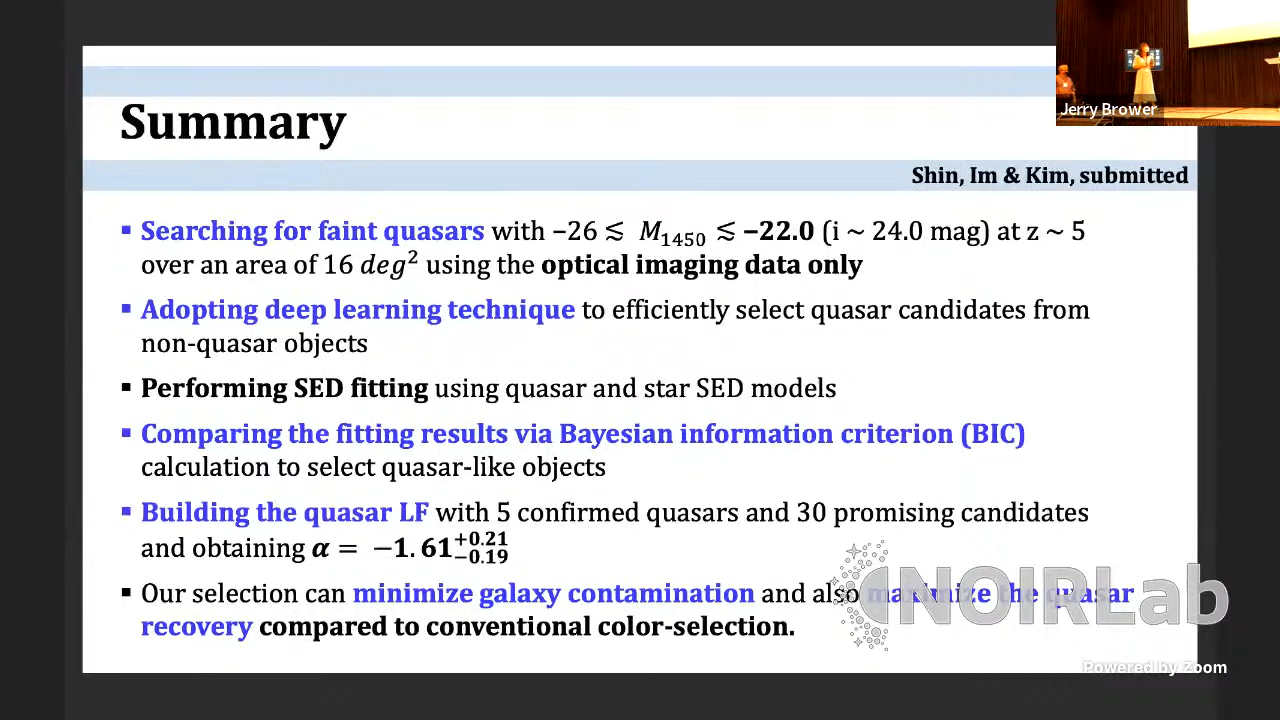 Summary
Jerry Brower
Shin, Im & Kim, submitted
▪ Searching for faint quasars with −26 ≲ M₁₄₅₀ ≲ −22.0 (i ~ 24.0 mag) at z ~ 5
over an area of 16 deg² using the optical imaging data only
▪ Adopting deep learning technique to efficiently select quasar candidates from
non-quasar objects
▪ Performing SED fitting using quasar and star SED models
▪ Comparing the fitting results via Bayesian information criterion (BIC)
calculation to select quasar-like objects
▪ Building the quasar LF with 5 confirmed quasars and 30 promising candidates
and obtaining α = −1.61 +0.21 −0.19
▪ Our selection can minimize galaxy contamination and also maximize the quasar
recovery compared to conventional color-selection.
NOIRLab
Powered by Zoom